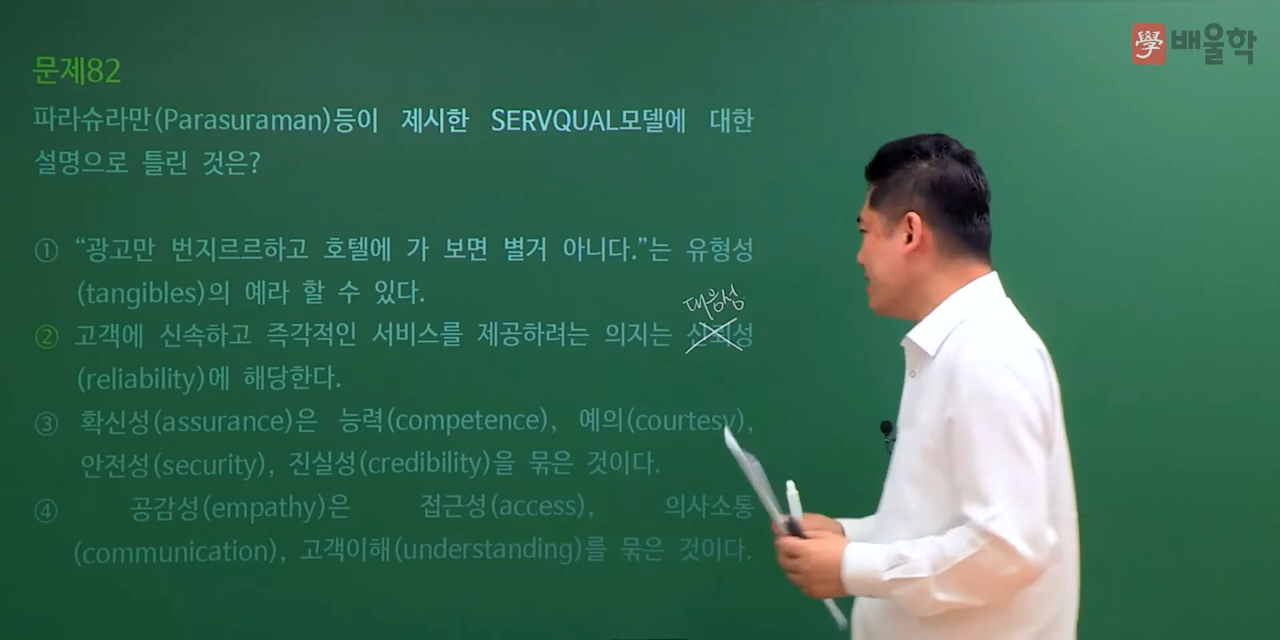 學 배울학
문제82
파라슈라만(Parasuraman)등이 제시한 SERVQUAL모델에 대한
설명으로 틀린 것은?
① “광고만 번지르르하고 호텔에 가 보면 별거 아니다.”는 유형성
(tangibles)의 예라 할 수 있다.
대응성
② 고객에 신속하고 즉각적인 서비스를 제공하려는 의지는 신뢰성
(reliability)에 해당한다.
③ 확신성(assurance)은 능력(competence), 예의(courtesy),
안전성(security), 진실성(credibility)을 묶은 것이다.
④ 공감성(empathy)은 접근성(access), 의사소통
(communication), 고객이해(understanding)를 묶은 것이다.